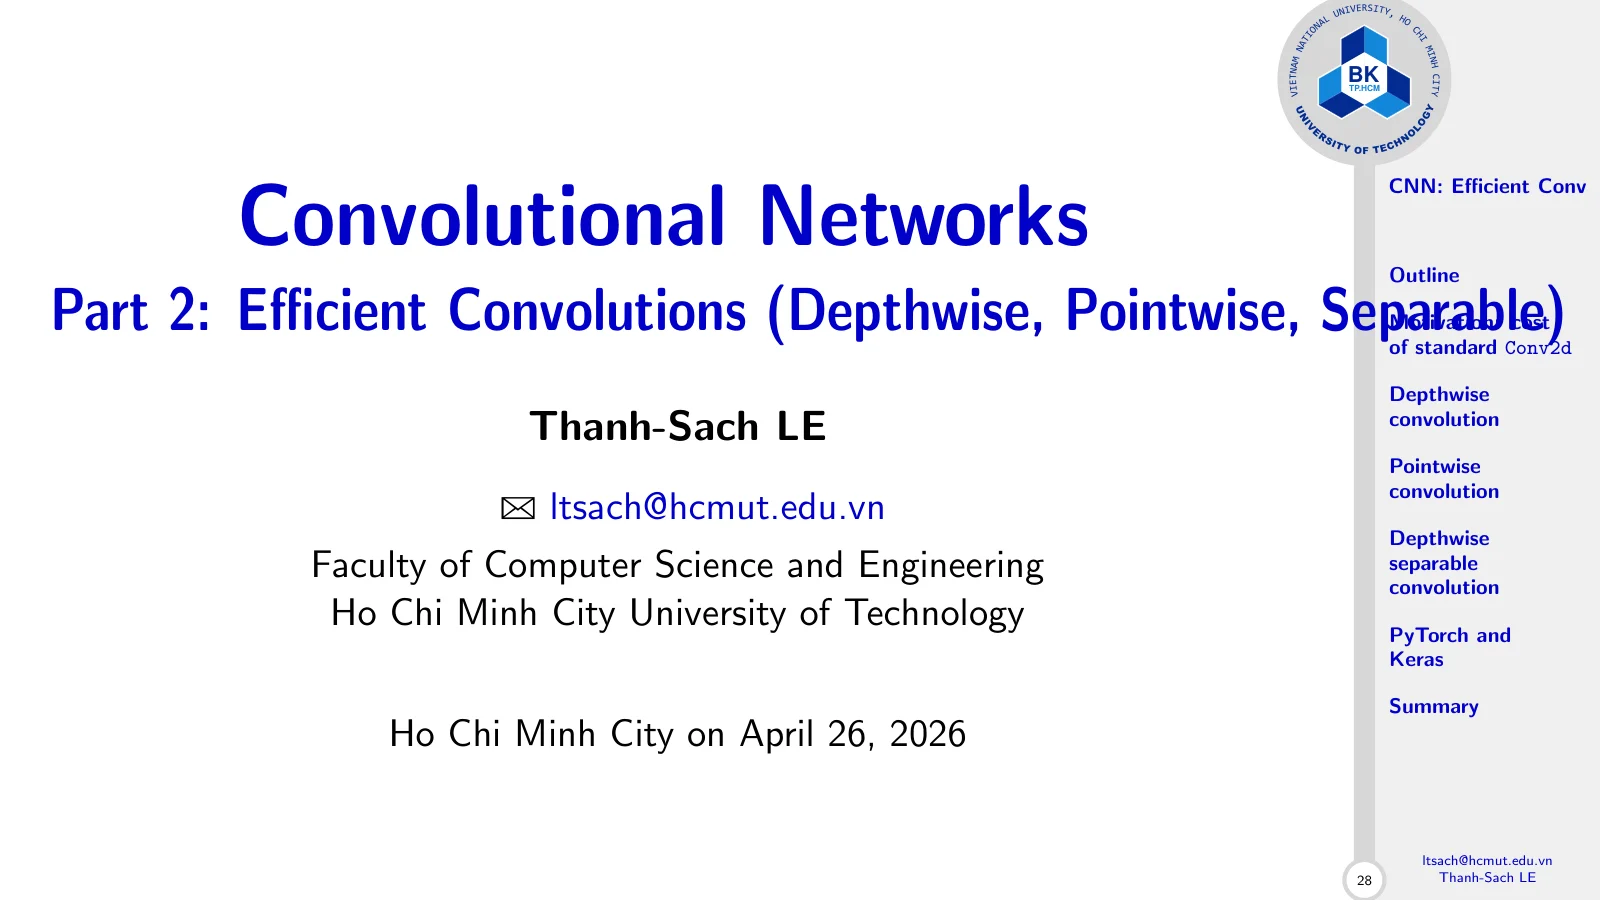 Convolutional Networks
Part 2: Efficient Convolutions (Depthwise, Pointwise, Separable)
Thanh-Sach LE
ltsach@hcmut.edu.vn
Faculty of Computer Science and Engineering
Ho Chi Minh City University of Technology
Ho Chi Minh City on April 26, 2026
VIETNAM NATIONAL UNIVERSITY, HO CHI MINH CITY
BK
TP.HCM
UNIVERSITY OF TECHNOLOGY
CNN: Efficient Conv
Outline
Motivation: cost
of standard Conv2d
Depthwise
convolution
Pointwise
convolution
Depthwise
separable
convolution
PyTorch and
Keras
Summary
ltsach@hcmut.edu.vn
Thanh-Sach LE
28